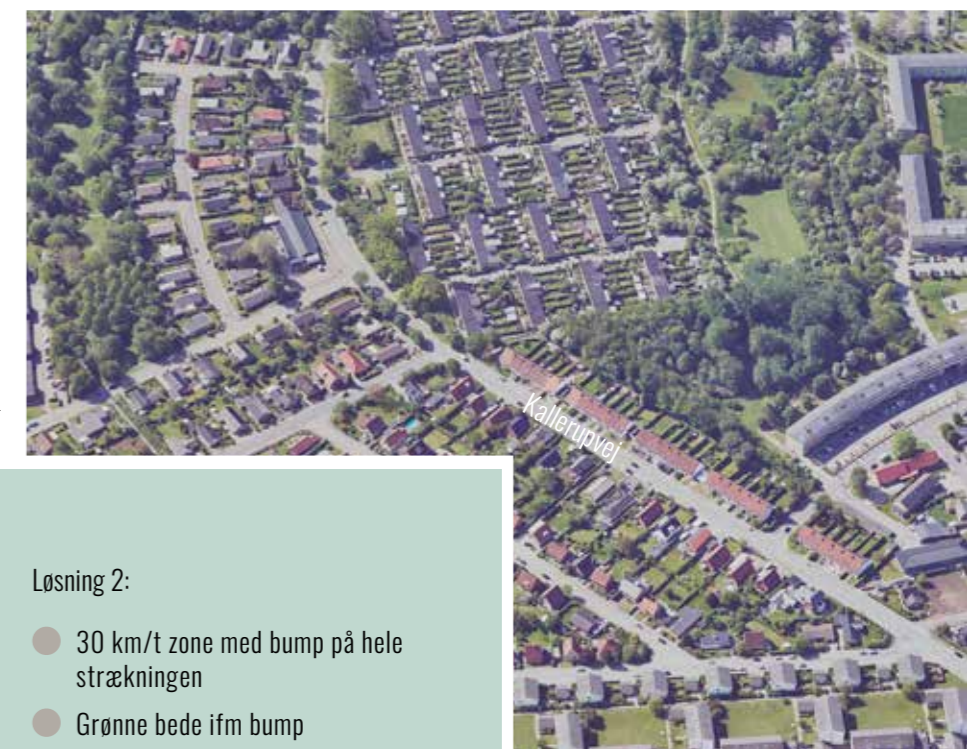 Kallerupvej
Løsning 2:
30 km/t zone med bump på hele
strækningen
Grønne bede ifm bump